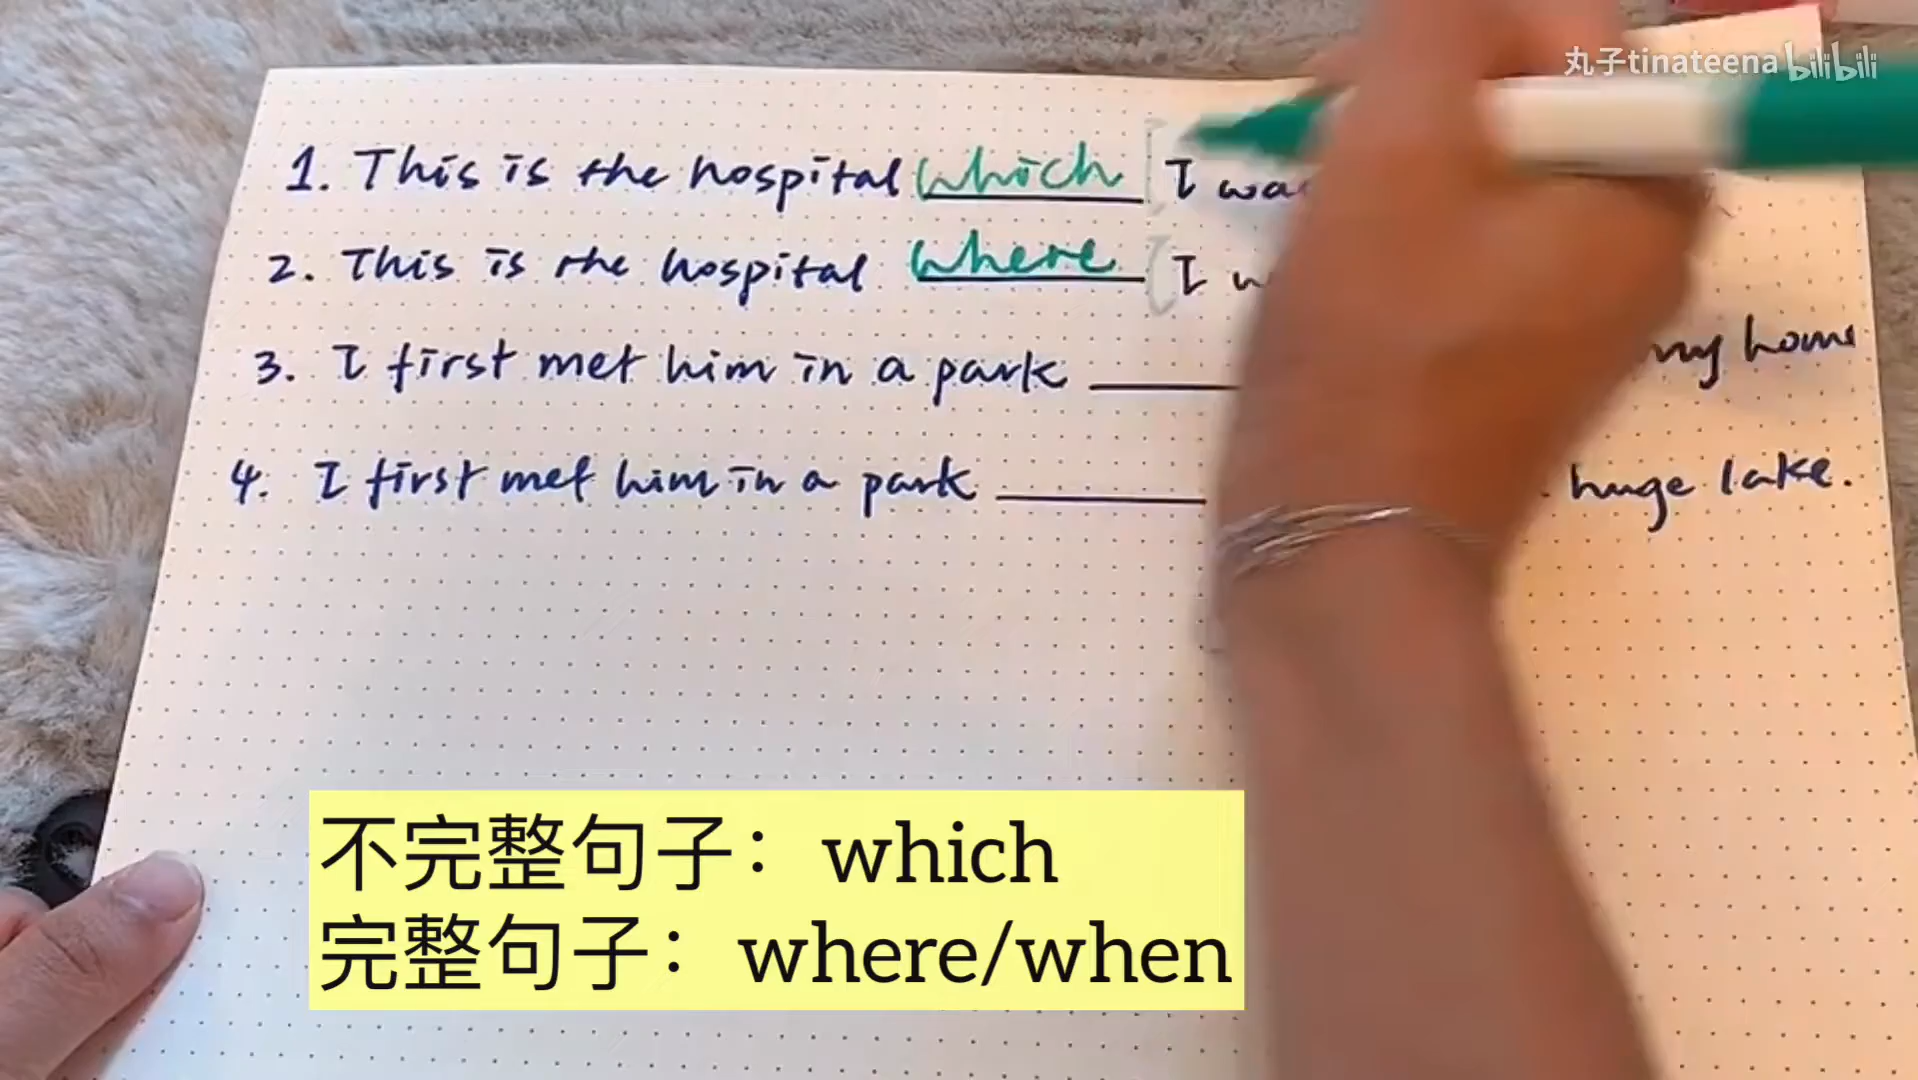 丸子tinateena bilibili
1. This is the hospital which I was
2. This is the hospital where I
3. I first met him in a park my home
4. I first met him in a park huge lake.
不完整句子：which
完整句子：where/when